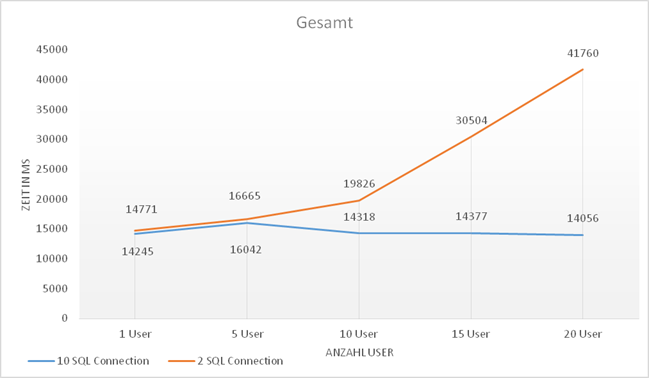 Gesamt
45000
40000
35000
30000
25000
20000
15000
10000
5000
0
ZEIT IN MS
14771
16665
19826
30504
41760
14245
16042
14318
14377
14056
1 User
5 User
10 User
15 User
20 User
ANZAHL USER
10 SQL Connection
2 SQL Connection